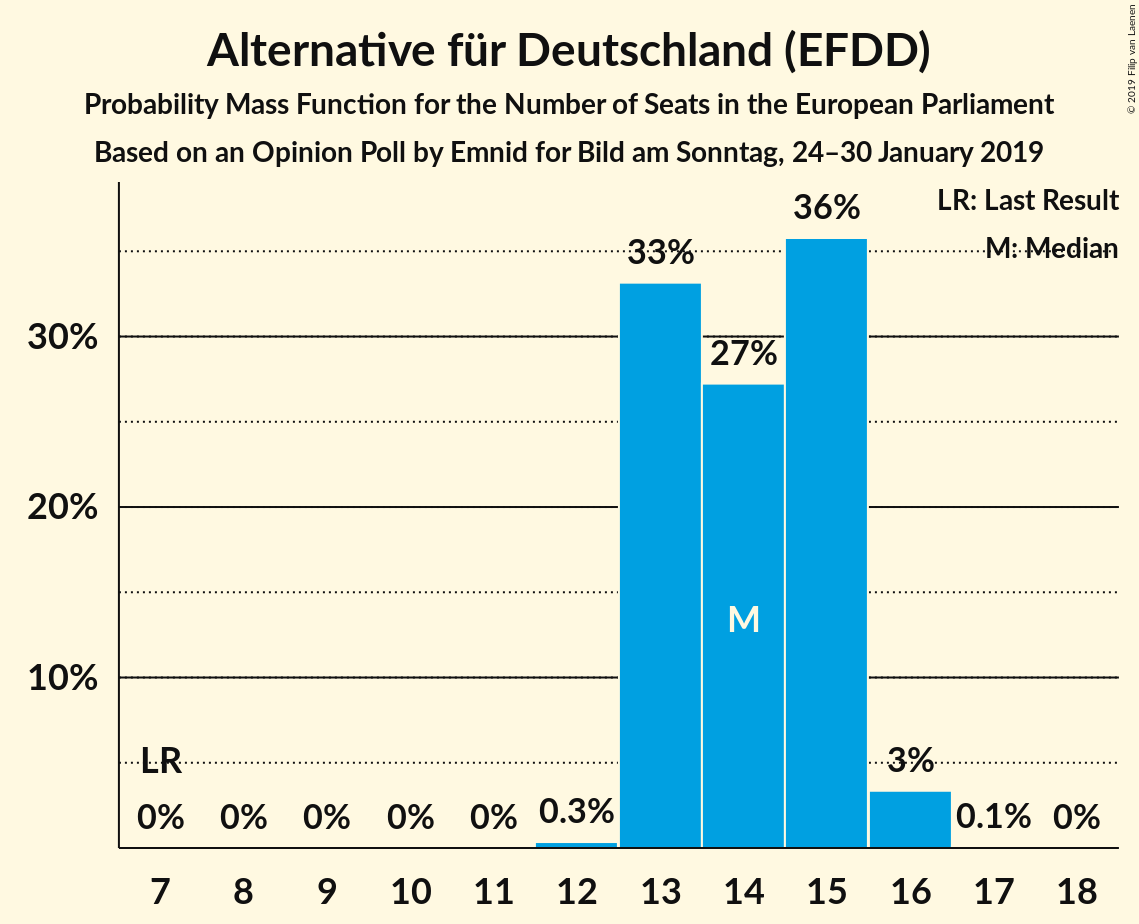 Alternative für Deutschland (EFDD)
Probability Mass Function for the Number of Seats in the European Parliament
Based on an Opinion Poll by Emnid for Bild am Sonntag, 24–30 January 2019
© 2019 Filip van Laenen
LR: Last Result
M: Median
36%
33%
27%
30%
20%
M
10%
LR
3%
0% 0% 0% 0% 0% 0.3% 0.1% 0%
7 8 9 10 11 12 13 14 15 16 17 18